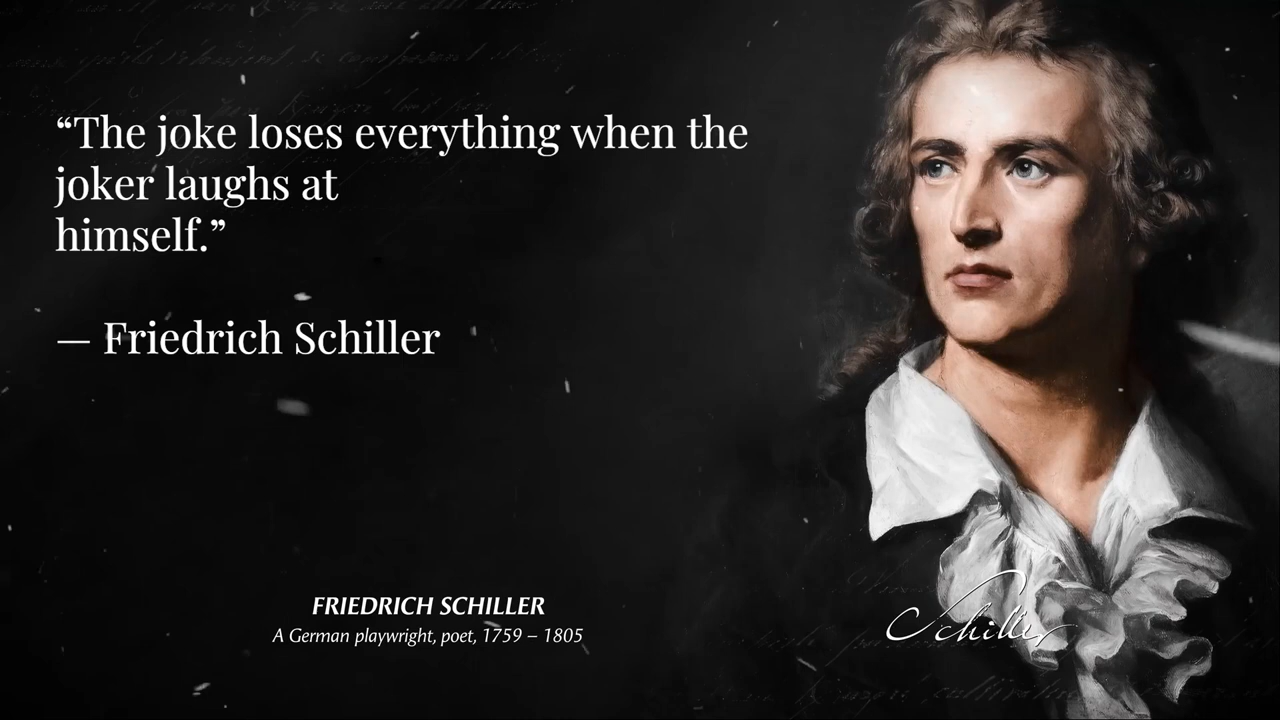 “The joke loses everything when the
joker laughs at
himself.”
— Friedrich Schiller
FRIEDRICH SCHILLER
A German playwright, poet, 1759 – 1805
Schiller